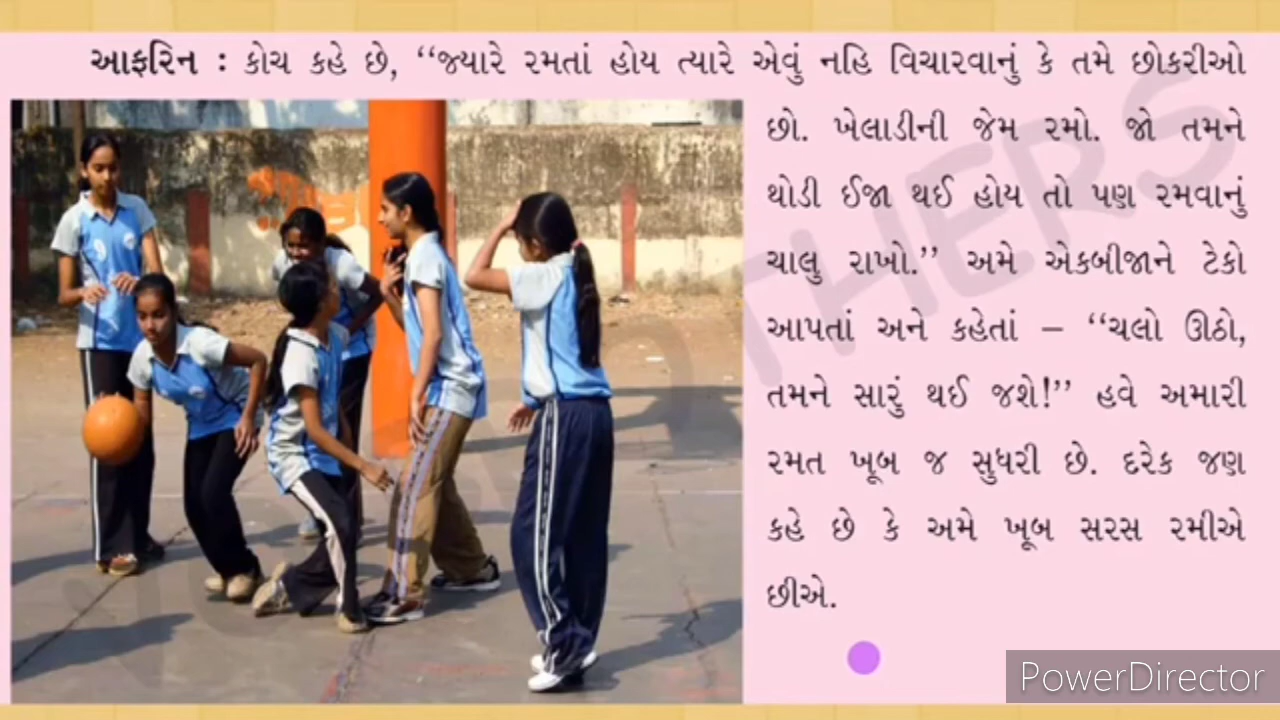 આફરિન : કોચ કહે છે, “જ્યારે રમતાં હોય ત્યારે એવું નહિ વિચારવાનું કે તમે છોકરીઓ
છો. ખેલાડીની જેમ રમો. જો તમને
થોડી ઈજા થઈ હોય તો પણ રમવાનું
ચાલુ રાખો.” અમે એકબીજાને ટેકો
આપતાં અને કહેતાં – “ચલો ઊઠો,
તમને સારું થઈ જશે!” હવે અમારી
રમત ખૂબ જ સુધરી છે. દરેક જણ
કહે છે કે અમે ખૂબ સરસ રમીએ
છીએ.
PowerDirector